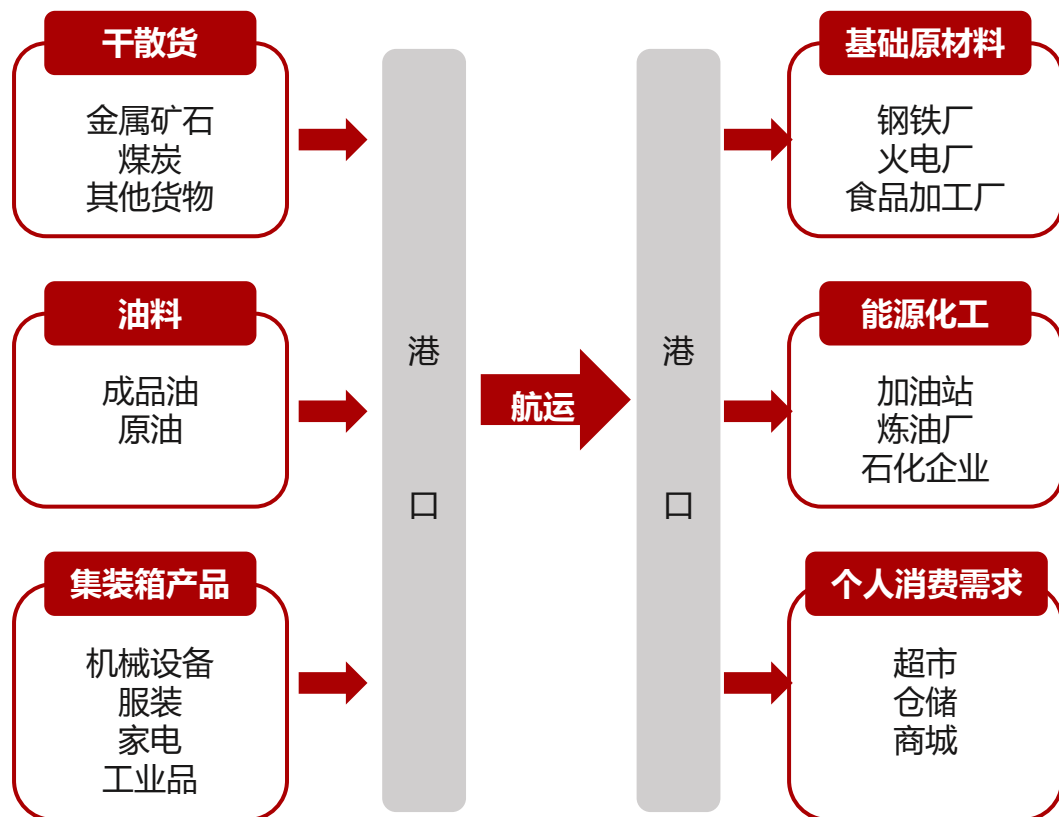 干散货
金属矿石
煤炭
其他货物
油料
成品油
原油
集装箱产品
机械设备
服装
家电
工业品
港
口
航运
港
口
基础原材料
钢铁厂
火电厂
食品加工厂
能源化工
加油站
炼油厂
石化企业
个人消费需求
超市
仓储
商城